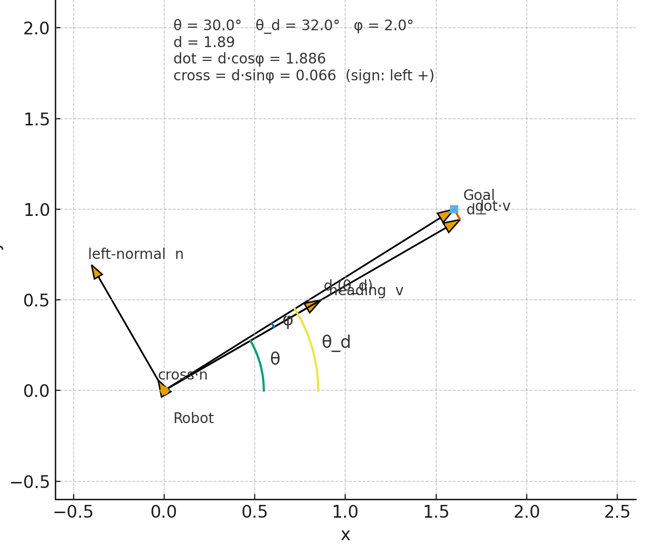 θ = 30.0°   θ_d = 32.0°   φ = 2.0°
d = 1.89
dot = d·cosφ = 1.886
cross = d·sinφ = 0.066  (sign: left +)
2.0
1.5
1.0
0.5
0.0
−0.5
Goal
d⊥
dot·v
left-normal  n
d (θ_d)
heading  v
φ
θ_d
θ
cross·n
Robot
−0.5 0.0 0.5 1.0 1.5 2.0 2.5
x